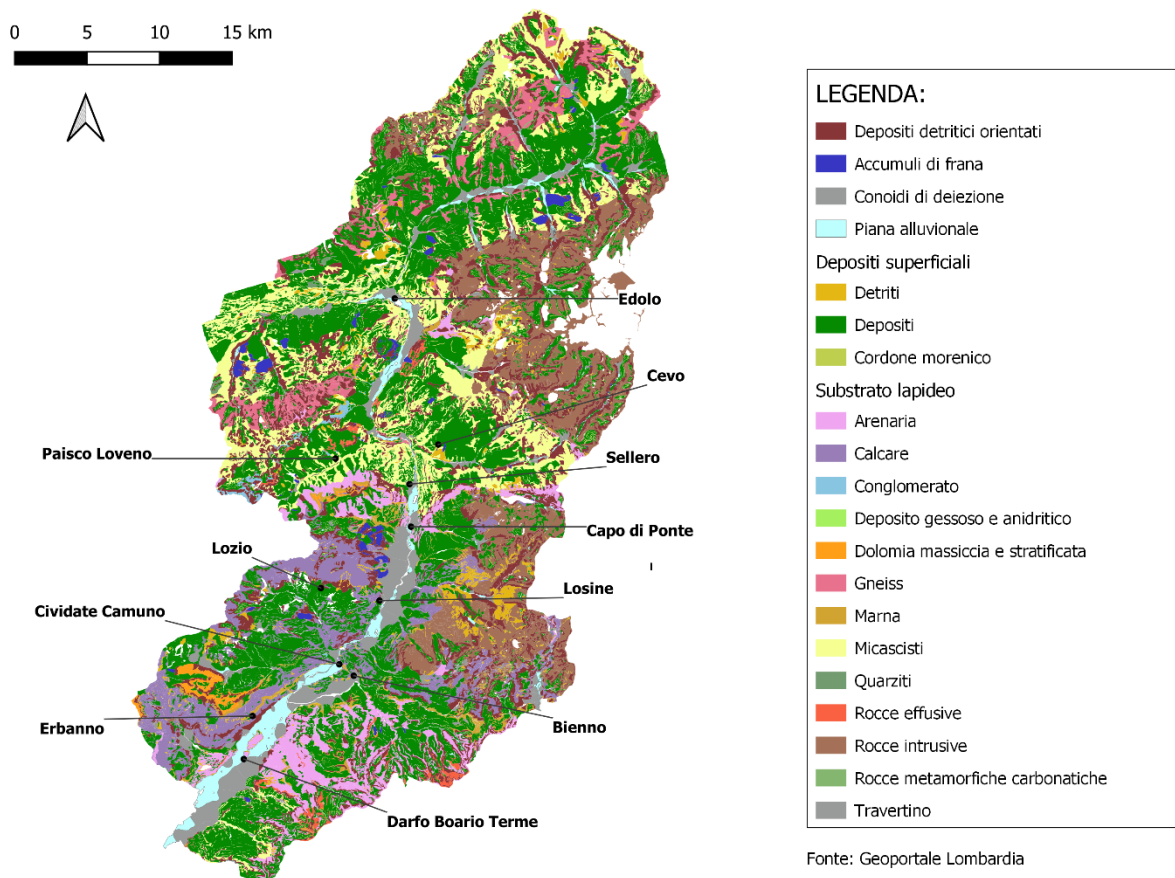 0 5 10 15 km
Edolo
Cevo
Paisco Loveno
Sellero
Capo di Ponte
Lozio
Losine
Cividate Camuno
Erbanno
Bienno
Darfo Boario Terme
LEGENDA:
Depositi detritici orientati
Accumuli di frana
Conoidi di deiezione
Piana alluvionale
Depositi superficiali
Detriti
Depositi
Cordone morenico
Substrato lapideo
Arenaria
Calcare
Conglomerato
Deposito gessoso e anidritico
Dolomia massiccia e stratificata
Gneiss
Marna
Micascisti
Quarziti
Rocce effusive
Rocce intrusive
Rocce metamorfiche carbonatiche
Travertino
Fonte: Geoportale Lombardia